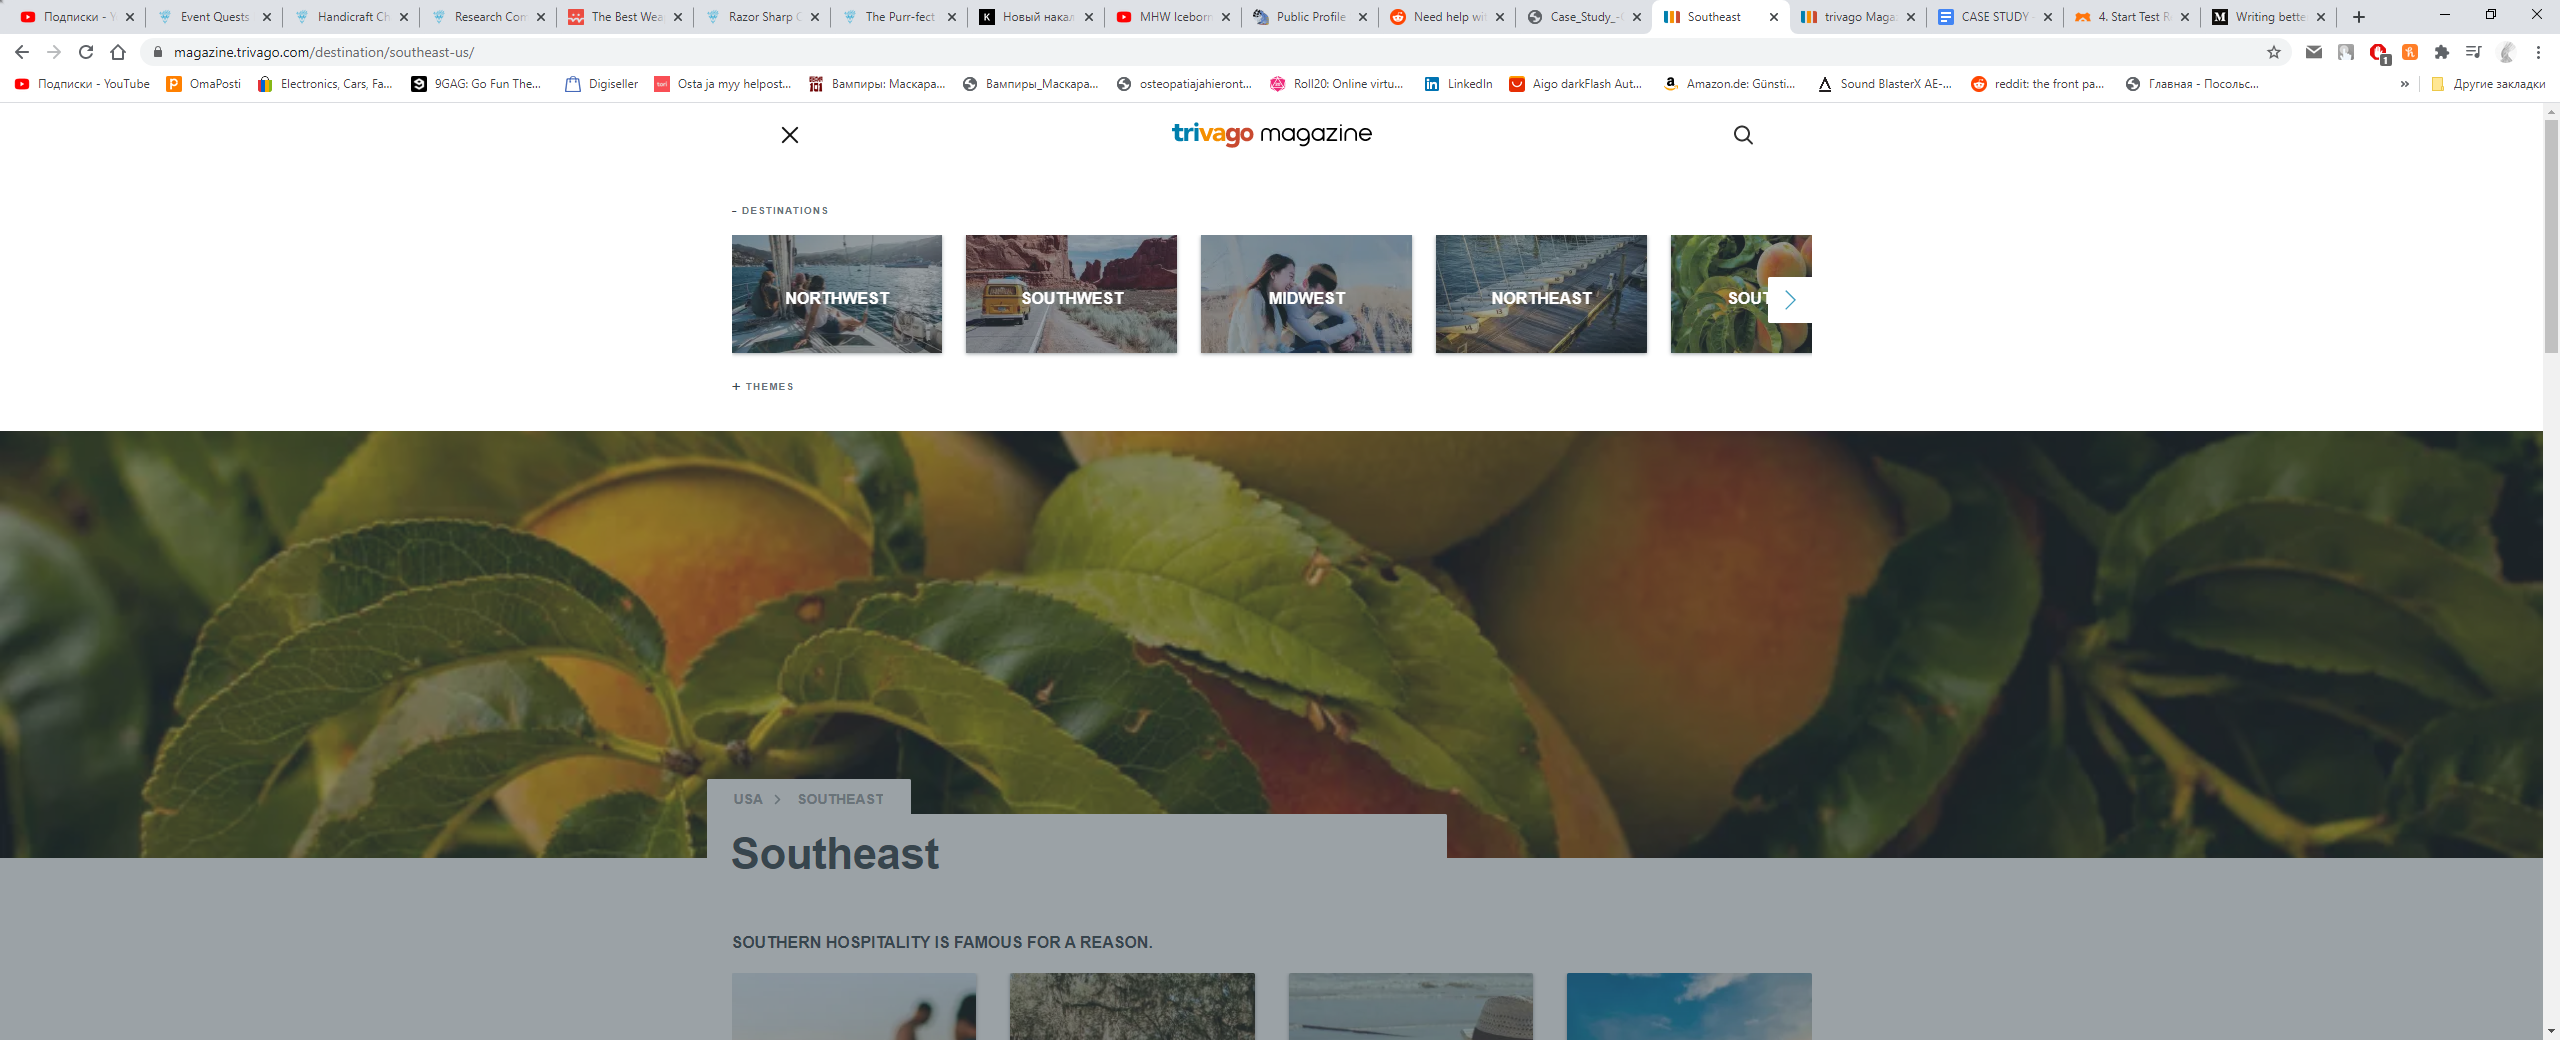 Подписки - Y
Event Quests
Handicraft Ch
Research Com
The Best Wea
Razor Sharp C
The Purr-fect
Новый накал
MHW Iceborn
Public Profile
Need help wit
Case_Study_-
Southeast
trivago Maga
CASE STUDY -
4. Start Test R
Writing bette
magazine.trivago.com/destination/southeast-us/
1
Подписки - YouTube
OmaPosti
Electronics, Cars, Fa...
9GAG: Go Fun The...
Digiseller
Osta ja myy helpost...
Вампиры: Маскара...
Вампиры_Маскара...
osteopatiajahieront...
Roll20: Online virtu...
LinkedIn
Aigo darkFlash Aut...
Amazon.de: Günsti...
Sound BlasterX AE-...
reddit: the front pa...
Главная - Посольс...
» Другие закладки
trivago magazine
– DESTINATIONS
NORTHWEST
SOUTHWEST
MIDWEST
NORTHEAST
SOUT
+ THEMES
USA > SOUTHEAST
Southeast
SOUTHERN HOSPITALITY IS FAMOUS FOR A REASON.